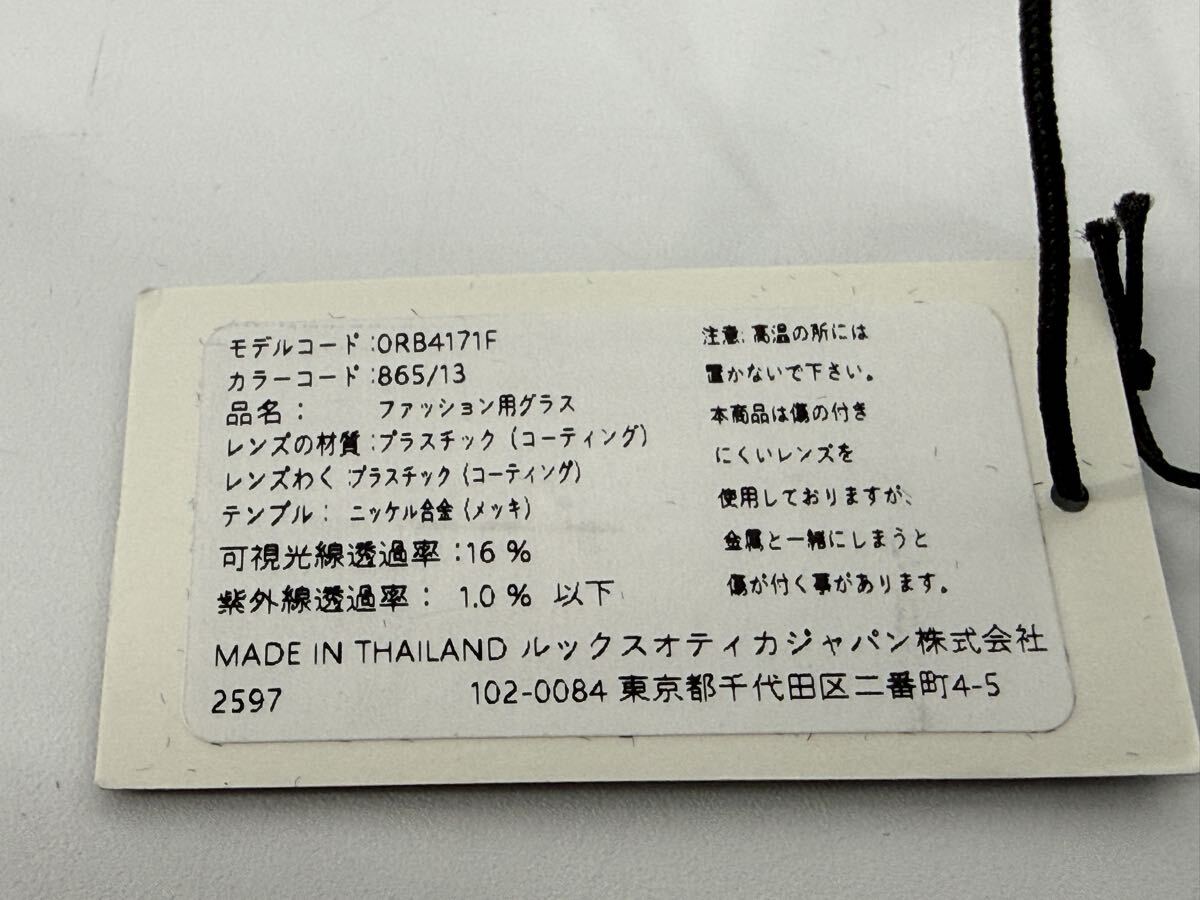 モデルコード:0RB4171F
カラーコード:865/13
品名: ファッション用グラス
レンズの材質:プラスチック(コーティング)
レンズわく:プラスチック(コーティング)
テンプル: ニッケル合金(メッキ)
可視光線透過率:16%
紫外線透過率: 1.0% 以下
注意:高温の所には
置かないで下さい。
本商品は傷の付き
にくいレンズを
使用しておりますが、
金属と一緒にしまうと
傷が付く事があります。
MADE IN THAILAND ルックスオティカジャパン株式会社
2597 102-0084 東京都千代田区二番町4-5